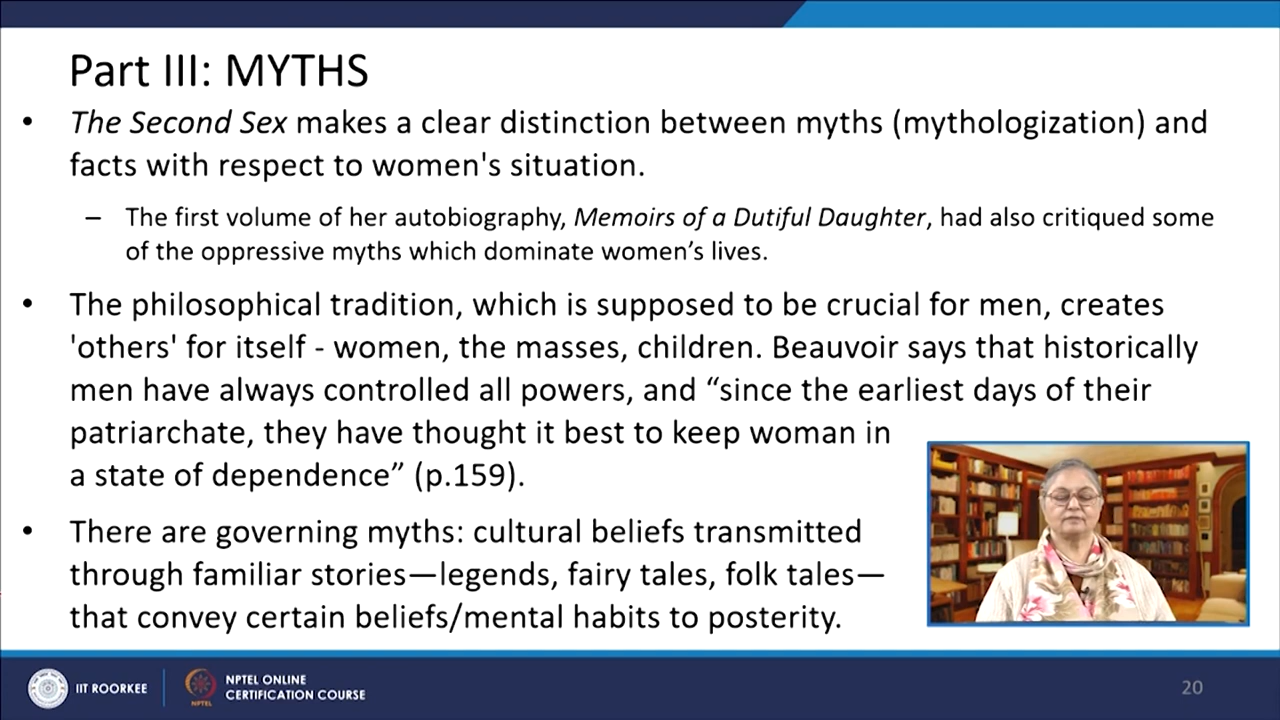 Part III: MYTHS
• The Second Sex makes a clear distinction between myths (mythologization) and
facts with respect to women's situation.
– The first volume of her autobiography, Memoirs of a Dutiful Daughter, had also critiqued some
of the oppressive myths which dominate women’s lives.
• The philosophical tradition, which is supposed to be crucial for men, creates
'others' for itself - women, the masses, children. Beauvoir says that historically
men have always controlled all powers, and “since the earliest days of their
patriarchate, they have thought it best to keep woman in
a state of dependence” (p.159).
• There are governing myths: cultural beliefs transmitted
through familiar stories—legends, fairy tales, folk tales—
that convey certain beliefs/mental habits to posterity.
IIT ROORKEE
NPTEL
NPTEL ONLINE
CERTIFICATION COURSE
20